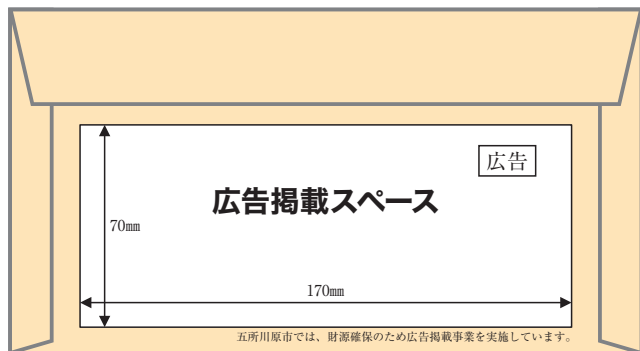 広告
広告掲載スペース
70㎜
170㎜
五所川原市では、財源確保のため広告掲載事業を実施しています。